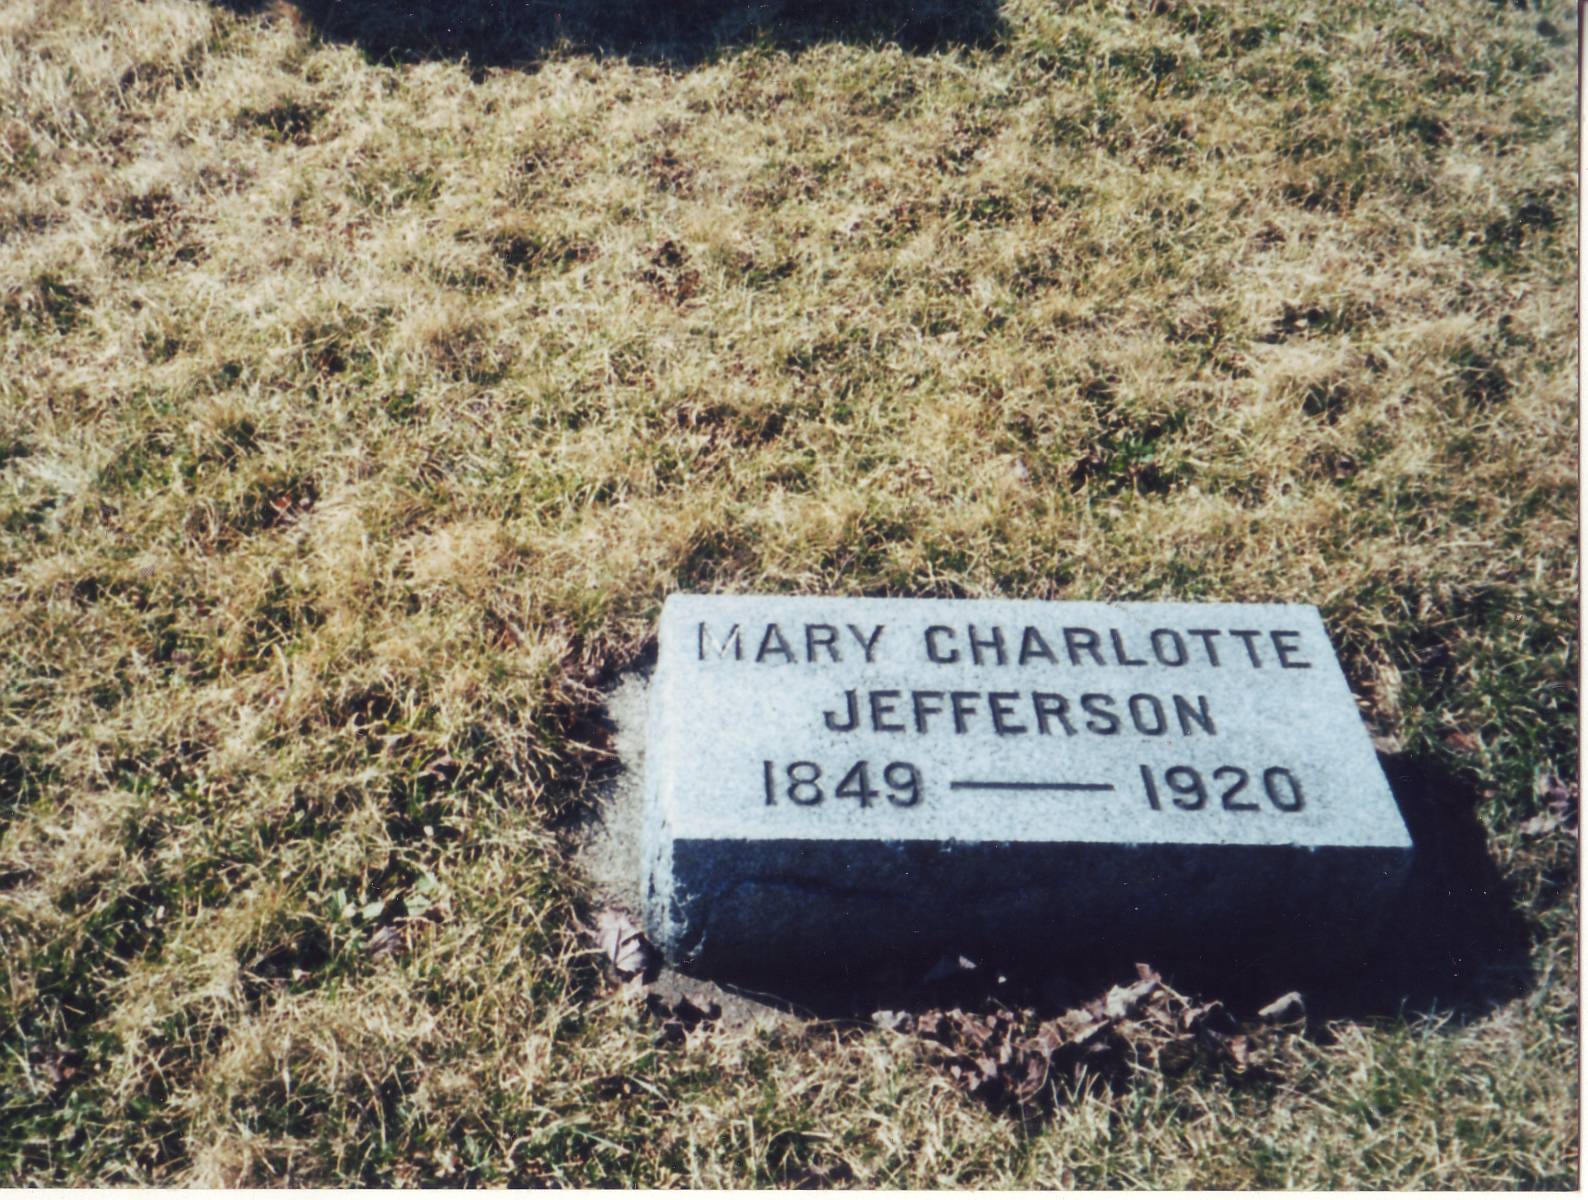 MARY CHARLOTTE
JEFFERSON
1849 — 1920